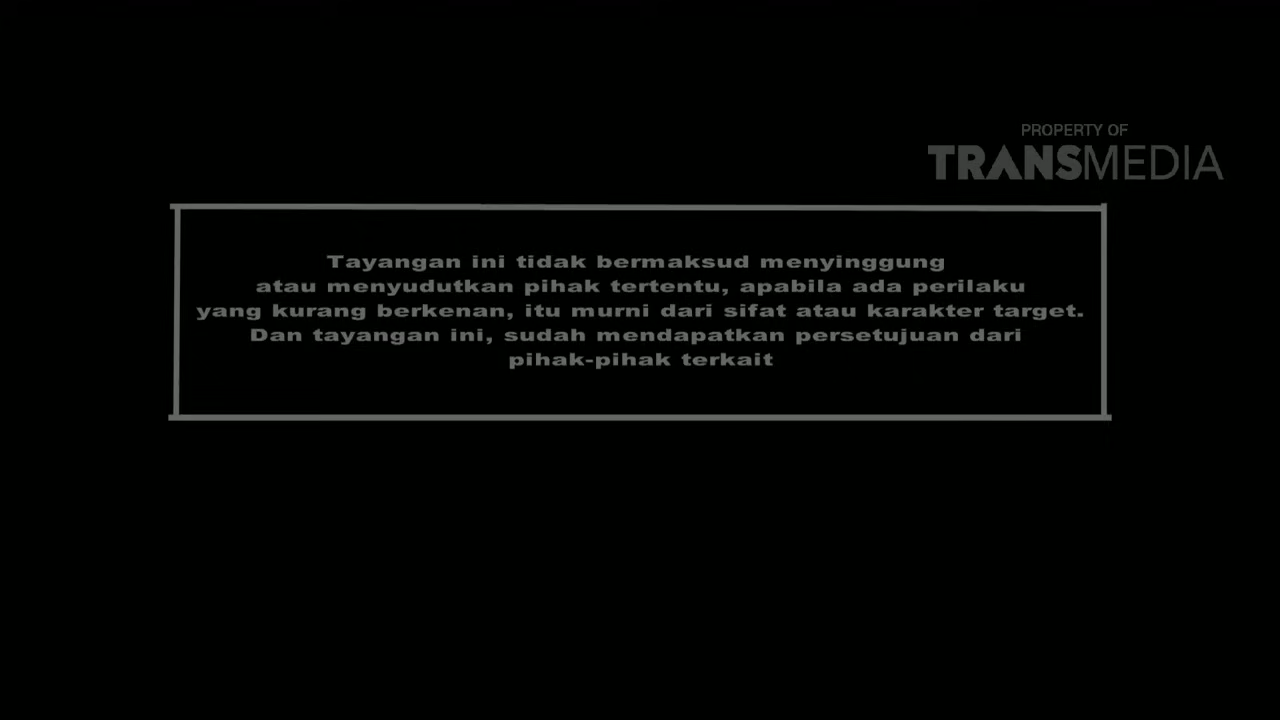 PROPERTY OF
TRANSMEDIA
Tayangan ini tidak bermaksud menyinggung
atau menyudutkan pihak tertentu, apabila ada perilaku
yang kurang berkenan, itu murni dari sifat atau karakter target.
Dan tayangan ini, sudah mendapatkan persetujuan dari
pihak-pihak terkait